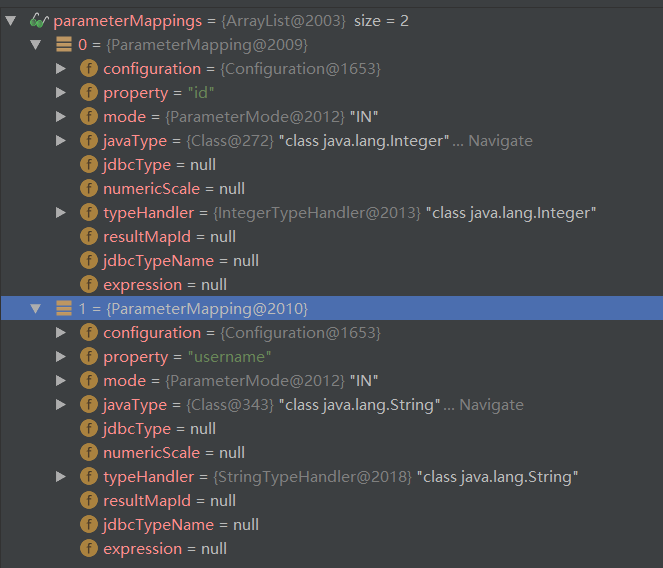 parameterMappings = {ArrayList@2003} size = 2
0 = {ParameterMapping@2009}
f configuration = {Configuration@1653}
f property = "id"
f mode = {ParameterMode@2012} "IN"
f javaType = {Class@272} "class java.lang.Integer"... Navigate
f jdbcType = null
f numericScale = null
f typeHandler = {IntegerTypeHandler@2013} "class java.lang.Integer"
f resultMapId = null
f jdbcTypeName = null
f expression = null
1 = {ParameterMapping@2010}
f configuration = {Configuration@1653}
f property = "username"
f mode = {ParameterMode@2012} "IN"
f javaType = {Class@343} "class java.lang.String"... Navigate
f jdbcType = null
f numericScale = null
f typeHandler = {StringTypeHandler@2018} "class java.lang.String"
f resultMapId = null
f jdbcTypeName = null
f expression = null